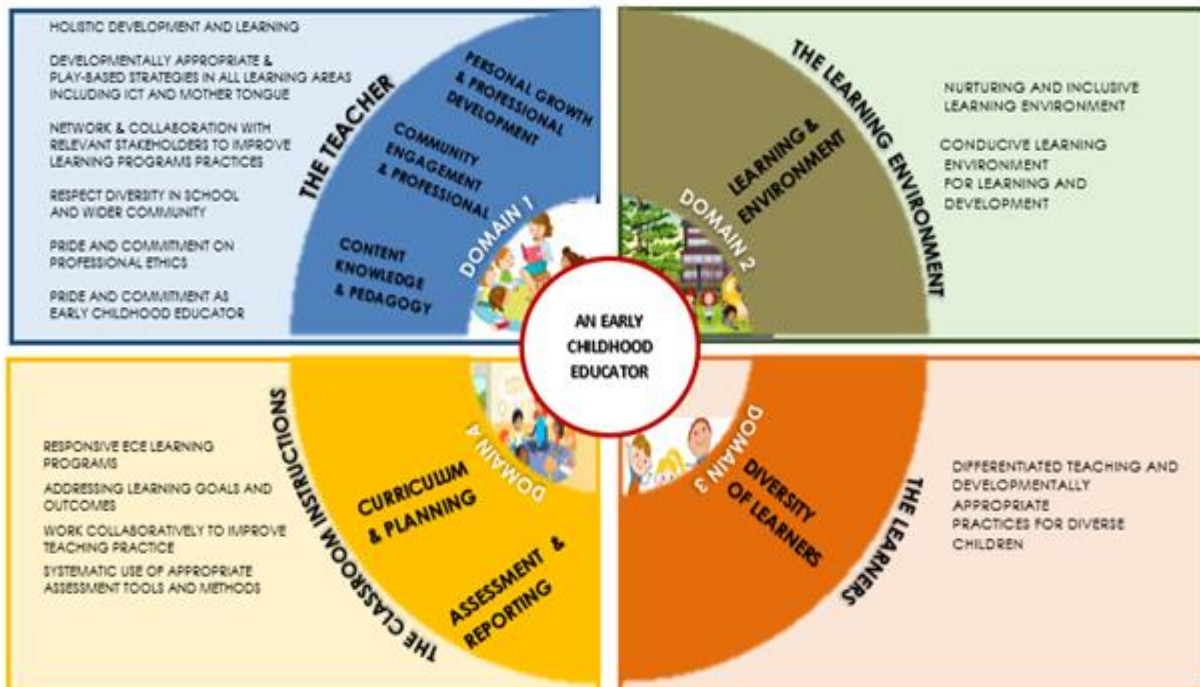 HOLISTIC DEVELOPMENT AND LEARNING
DEVELOPMENTALLY APPROPRIATE &
PLAY-BASED STRATEGIES IN ALL LEARNING AREAS
INCLUDING ICT AND MOTHER TONGUE
NETWORK & COLLABORATION WITH
RELEVANT STAKEHOLDERS TO IMPROVE
LEARNING PROGRAMS PRACTICES
RESPECT DIVERSITY IN SCHOOL
AND WIDER COMMUNITY
PRIDE AND COMMITMENT ON
PROFESSIONAL ETHICS
PRIDE AND COMMITMENT AS
EARLY CHILDHOOD EDUCATOR
THE TEACHER
PERSONAL GROWTH
& PROFESSIONAL
DEVELOPMENT
COMMUNITY
ENGAGEMENT
& PROFESSIONAL
CONTENT
KNOWLEDGE
& PEDAGOGY
DOMAIN 1
DOMAIN 2
LEARNING &
ENVIRONMENT
THE LEARNING ENVIRONMENT
NURTURING AND INCLUSIVE
LEARNING ENVIRONMENT
CONDUCIVE LEARNING
ENVIRONMENT
FOR LEARNING AND
DEVELOPMENT
AN EARLY
CHILDHOOD
EDUCATOR
RESPONSIVE ECE LEARNING
PROGRAMS
ADDRESSING LEARNING GOALS AND
OUTCOMES
WORK COLLABORATIVELY TO IMPROVE
TEACHING PRACTICE
SYSTEMATIC USE OF APPROPRIATE
ASSESSMENT TOOLS AND METHODS
THE CLASSROOM INSTRUCTIONS
CURRICULUM
& PLANNING
ASSESSMENT &
REPORTING
DOMAIN 4
DOMAIN 3
DIVERSITY
OF LEARNERS
THE LEARNERS
DIFFERENTIATED TEACHING AND
DEVELOPMENTALLY
APPROPRIATE
PRACTICES FOR DIVERSE
CHILDREN